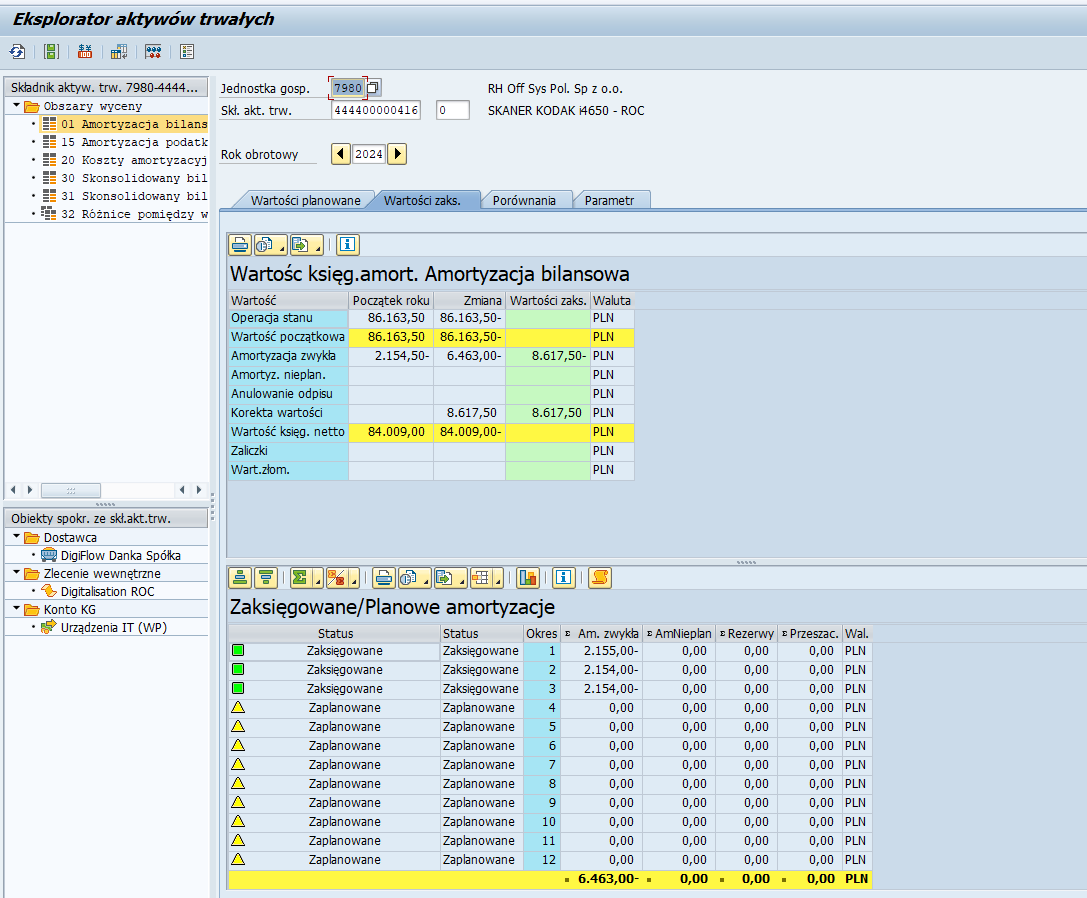 Eksplorator aktywów trwałych
Składnik aktyw. trw. 7980-4444...
Obszary wyceny
01 Amortyzacja bilans
15 Amortyzacja podatk
20 Koszty amortyzacyj
30 Skonsolidowany bil
31 Skonsolidowany bil
32 Różnice pomiędzy w
Obiekty spokr. ze skł.akt.trw.
Dostawca
DigiFlow Danka Spółka
Zlecenie wewnętrzne
Digitalisation ROC
Konto KG
Urządzenia IT (WP)
Jednostka gosp. 7980 RH Off Sys Pol. Sp z o.o.
Skł. akt. trw. 444400000416 0 SKANER KODAK i4650 - ROC
Rok obrotowy 2024
Wartości planowane Wartości zaks. Porównania Parametr
Wartośc księg.amort. Amortyzacja bilansowa
Wartość Początek roku Zmiana Wartości zaks. Waluta
Operacja stanu 86.163,50 86.163,50- PLN
Wartość początkowa 86.163,50 86.163,50- PLN
Amortyzacja zwykła 2.154,50- 6.463,00- 8.617,50- PLN
Amortyz. nieplan. PLN
Anulowanie odpisu PLN
Korekta wartości 8.617,50 8.617,50 PLN
Wartość księg. netto 84.009,00 84.009,00- PLN
Zaliczki PLN
Wart.złom. PLN
Zaksięgowane/Planowe amortyzacje
Status Status Okres Σ Am. zwykła Σ AmNieplan Σ Rezerwy Σ Przeszac. Wal.
Zaksięgowane Zaksięgowane 1 2.155,00- 0,00 0,00 0,00 PLN
Zaksięgowane Zaksięgowane 2 2.154,00- 0,00 0,00 0,00 PLN
Zaksięgowane Zaksięgowane 3 2.154,00- 0,00 0,00 0,00 PLN
Zaplanowane Zaplanowane 4 0,00 0,00 0,00 0,00 PLN
Zaplanowane Zaplanowane 5 0,00 0,00 0,00 0,00 PLN
Zaplanowane Zaplanowane 6 0,00 0,00 0,00 0,00 PLN
Zaplanowane Zaplanowane 7 0,00 0,00 0,00 0,00 PLN
Zaplanowane Zaplanowane 8 0,00 0,00 0,00 0,00 PLN
Zaplanowane Zaplanowane 9 0,00 0,00 0,00 0,00 PLN
Zaplanowane Zaplanowane 10 0,00 0,00 0,00 0,00 PLN
Zaplanowane Zaplanowane 11 0,00 0,00 0,00 0,00 PLN
Zaplanowane Zaplanowane 12 0,00 0,00 0,00 0,00 PLN
6.463,00- 0,00 0,00 0,00 PLN